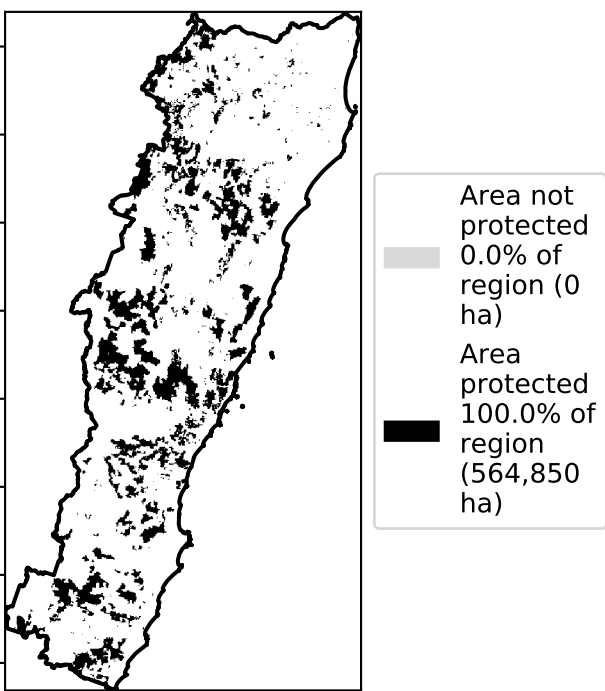 Area not
protected
0.0% of
region (0
ha)
Area
protected
100.0% of
region
(564,850
ha)